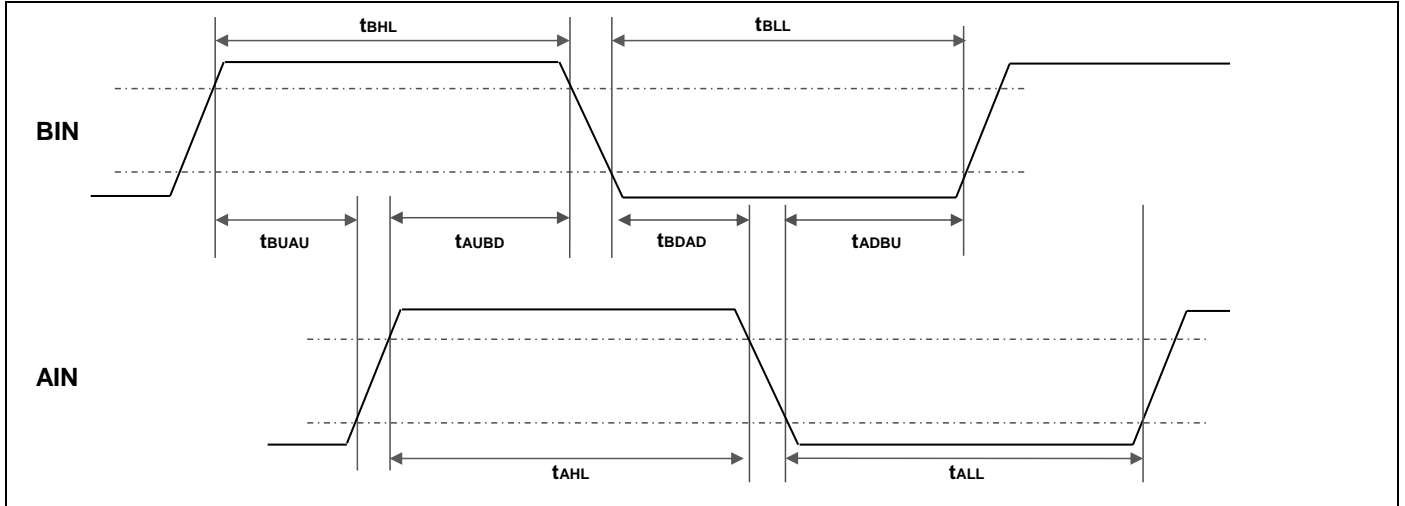 tBHL
tBLL
BIN
tBUAU
tAUBD
tBDAD
tADBU
AIN
tAHL
tALL